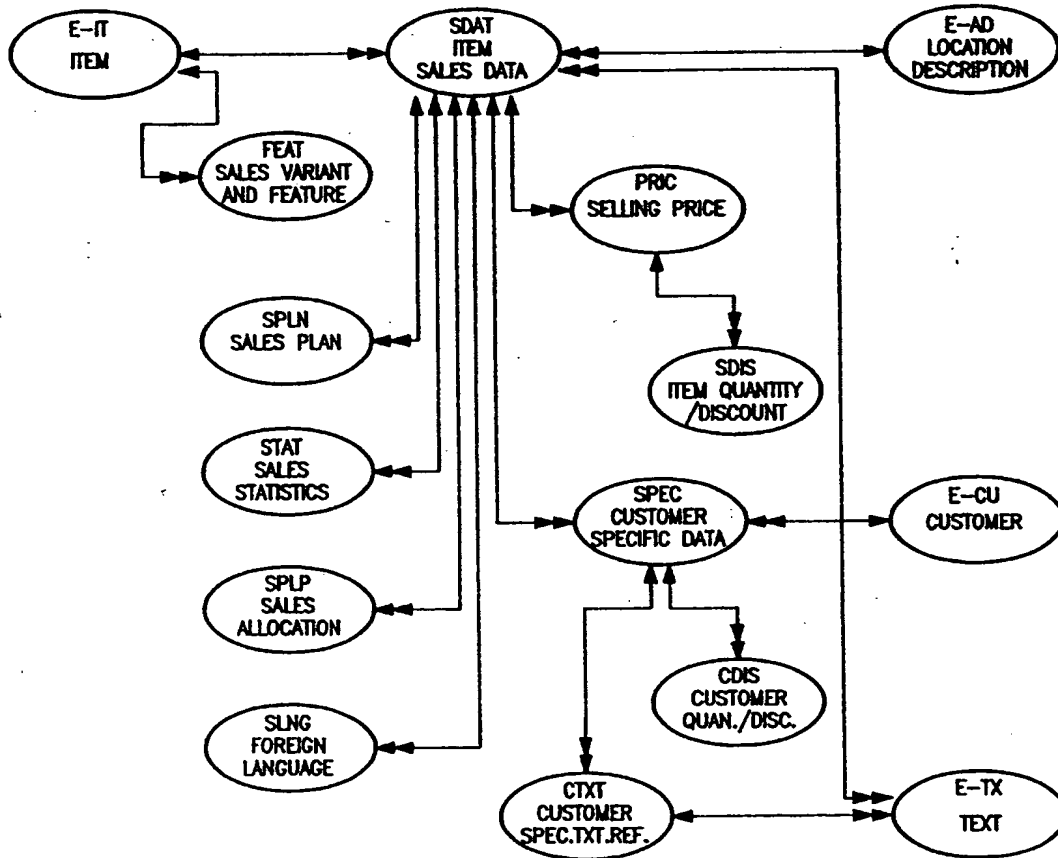 E-IT
ITEM
SDAT
ITEM
SALES DATA
E-AD
LOCATION
DESCRIPTION
FEAT
SALES VARIANT
AND FEATURE
PRIC
SELLING PRICE
SPLN
SALES PLAN
SDIS
ITEM QUANTITY
/DISCOUNT
STAT
SALES
STATISTICS
SPEC
CUSTOMER
SPECIFIC DATA
E-CU
CUSTOMER
SPLP
SALES
ALLOCATION
CDIS
CUSTOMER
QUAN./DISC.
SLNG
FOREIGN
LANGUAGE
CTXT
CUSTOMER
SPEC.TXT.REF.
E-TX
TEXT